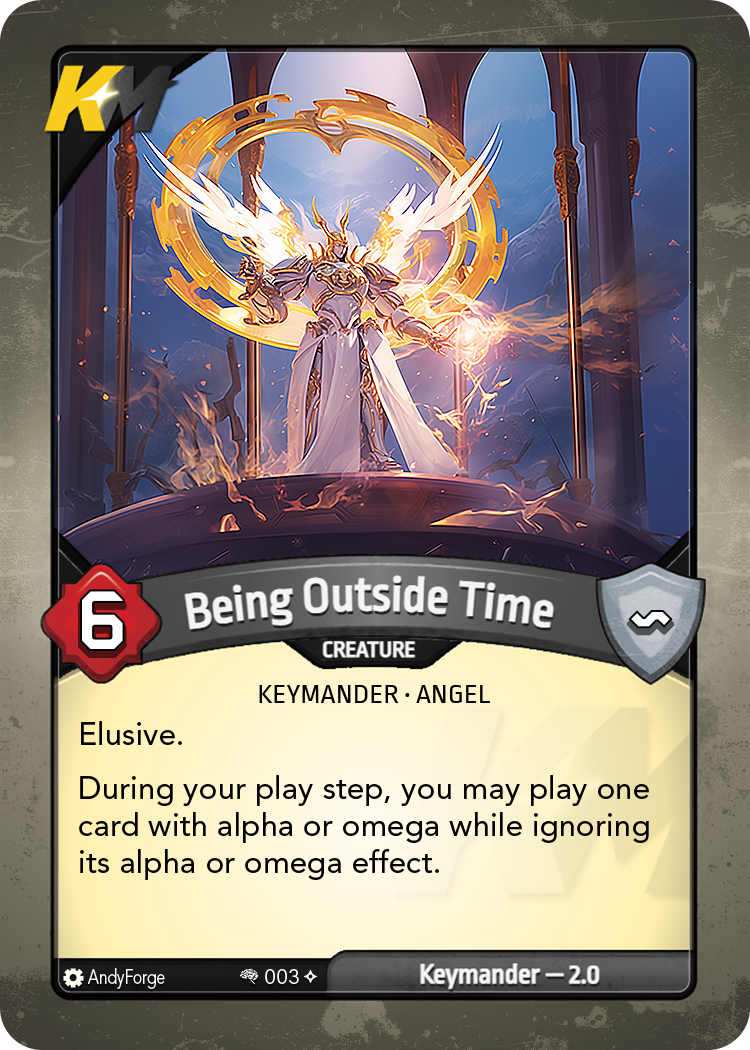 KM
6
Being Outside Time
CREATURE
KEYMANDER · ANGEL
Elusive.
During your play step, you may play one
card with alpha or omega while ignoring
its alpha or omega effect.
AndyForge
003
Keymander — 2.0